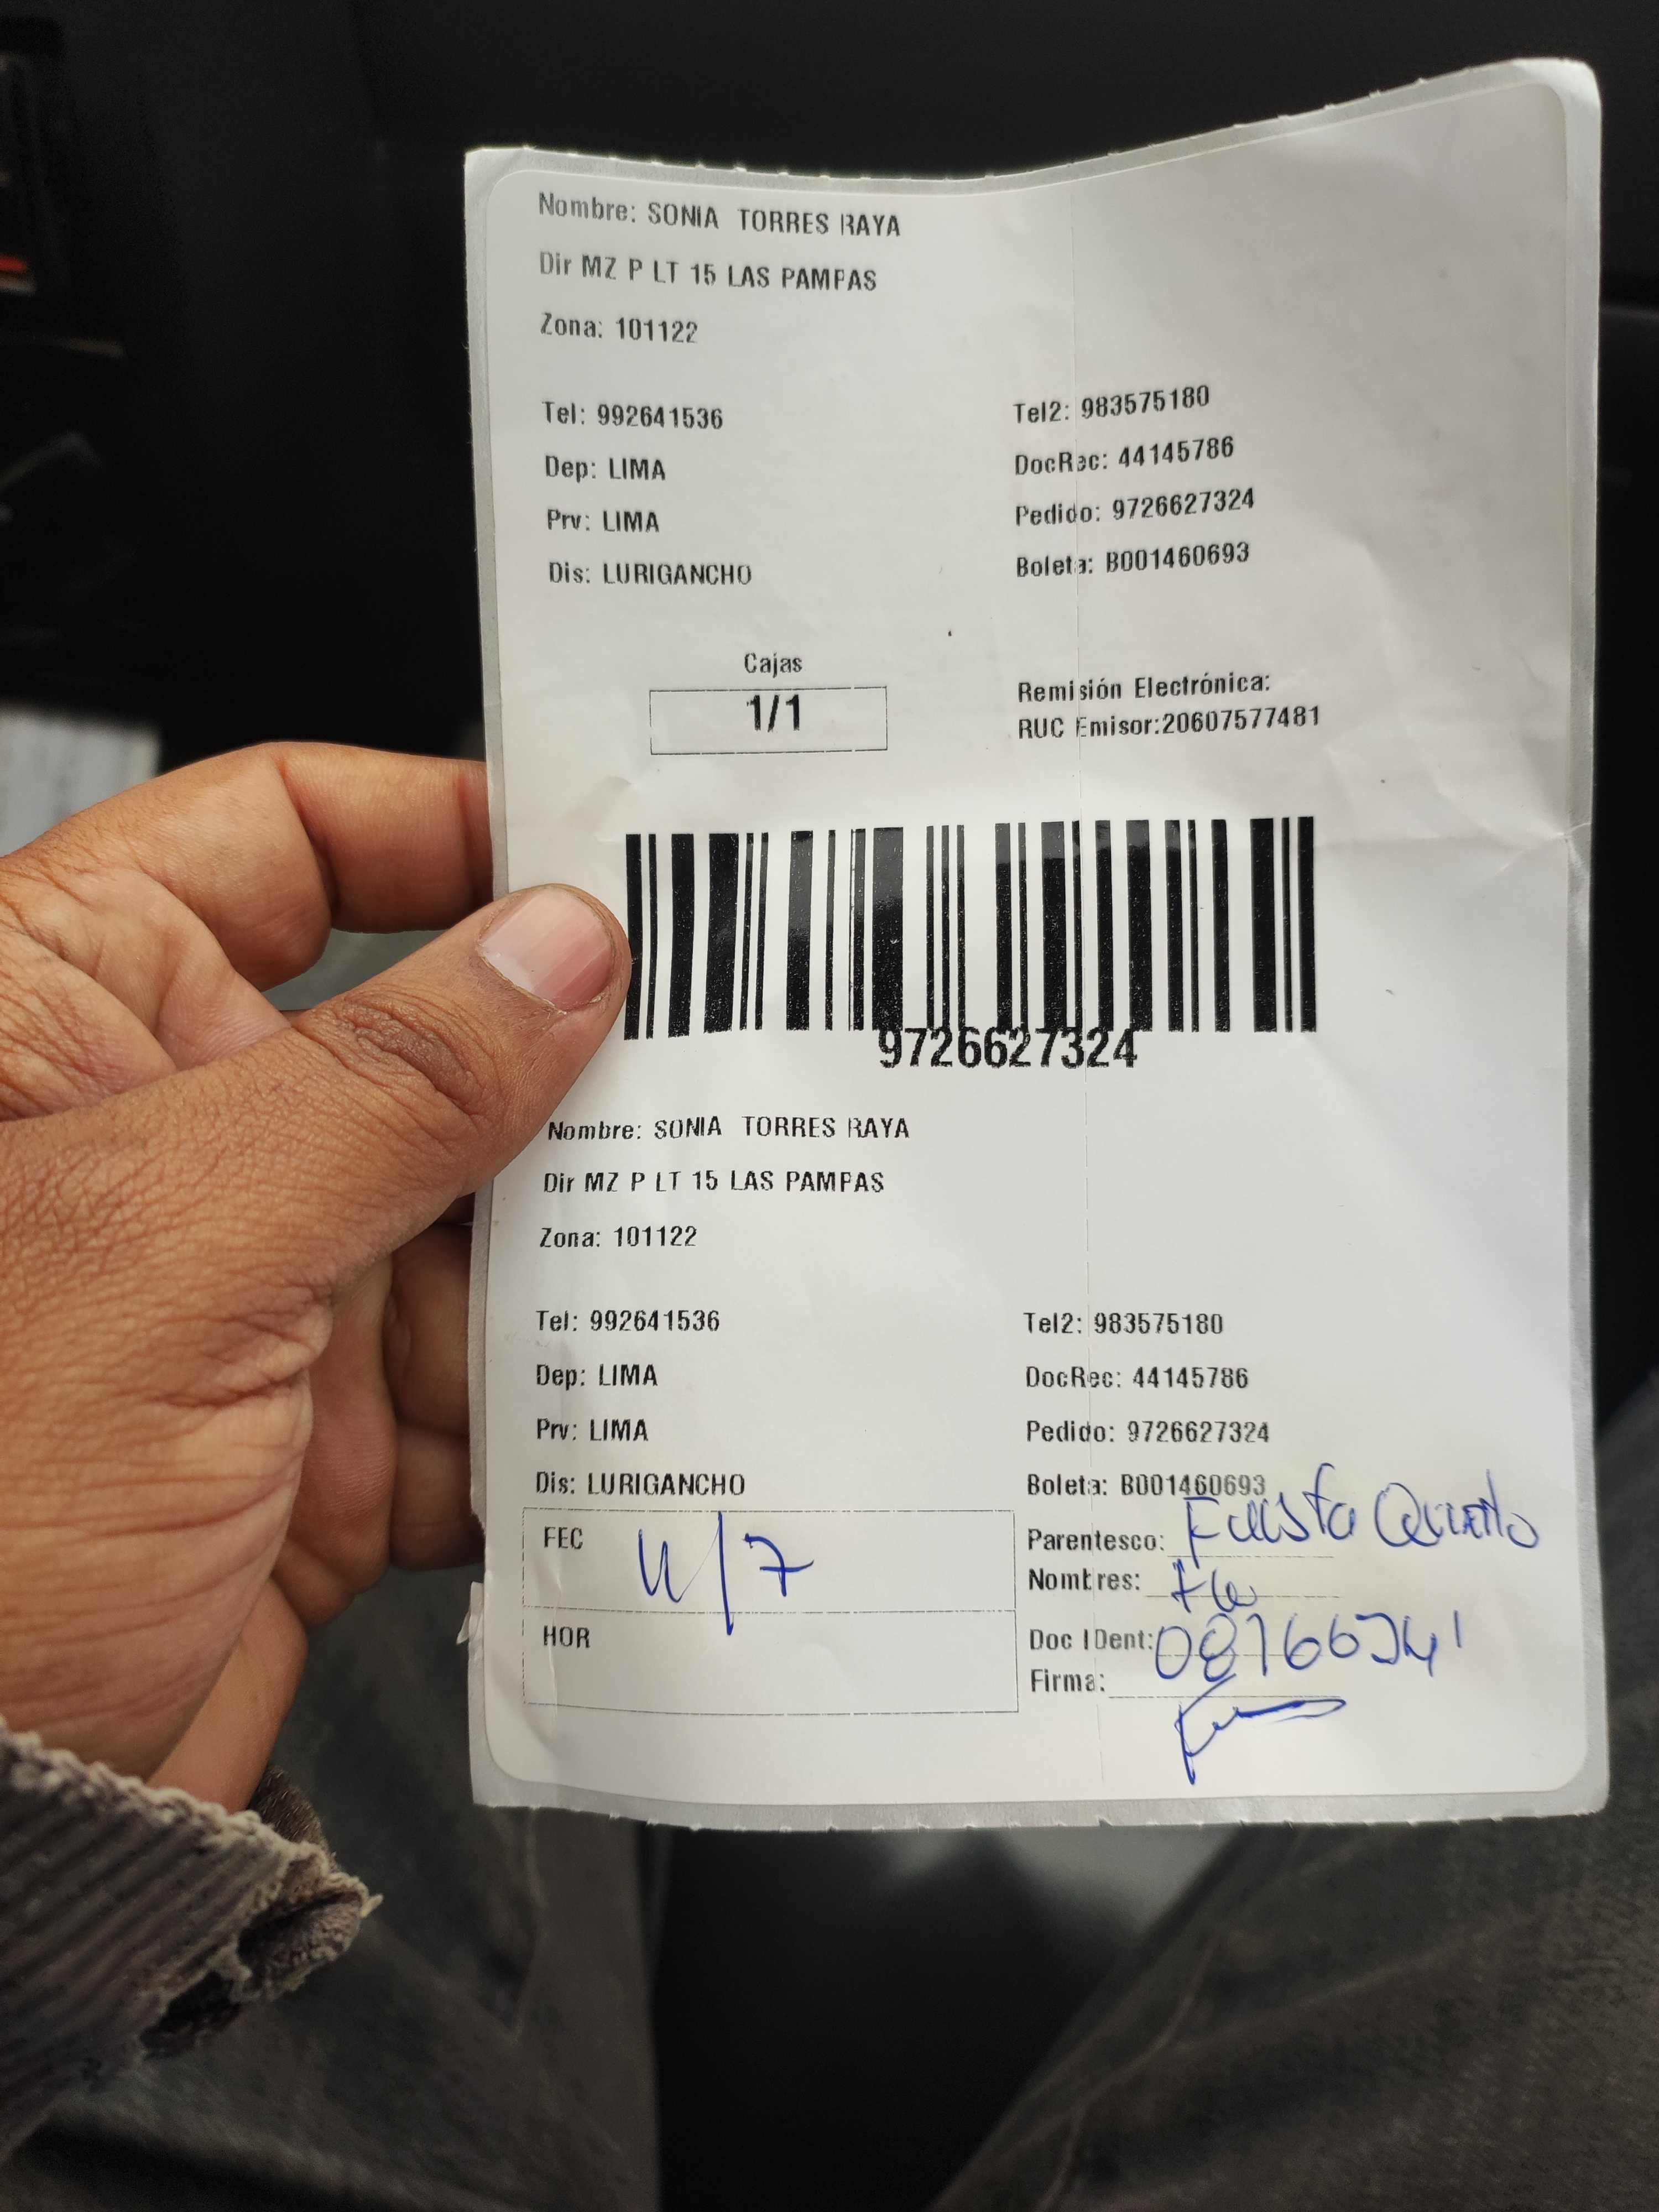 Nombre: SONIA TORRES RAYA
Dir MZ P LT 15 LAS PAMPAS
Zona: 101122
Tel: 992641536 Tel2: 983575180
Dep: LIMA DocRec: 44145786
Prv: LIMA Pedido: 9726627324
Dis: LURIGANCHO Boleta: B001460693
Cajas
1/1
Remisión Electrónica:
RUC Emisor:20607577481
9726627324
Nombre: SONIA TORRES RAYA
Dir MZ P LT 15 LAS PAMPAS
Zona: 101122
Tel: 992641536 Tel2: 983575180
Dep: LIMA DocRec: 44145786
Prv: LIMA Pedido: 9726627324
Dis: LURIGANCHO Boleta: B001460693
FEC Parentesco: Fausta
Nombres:
HOR Doc IDent:
Firma: